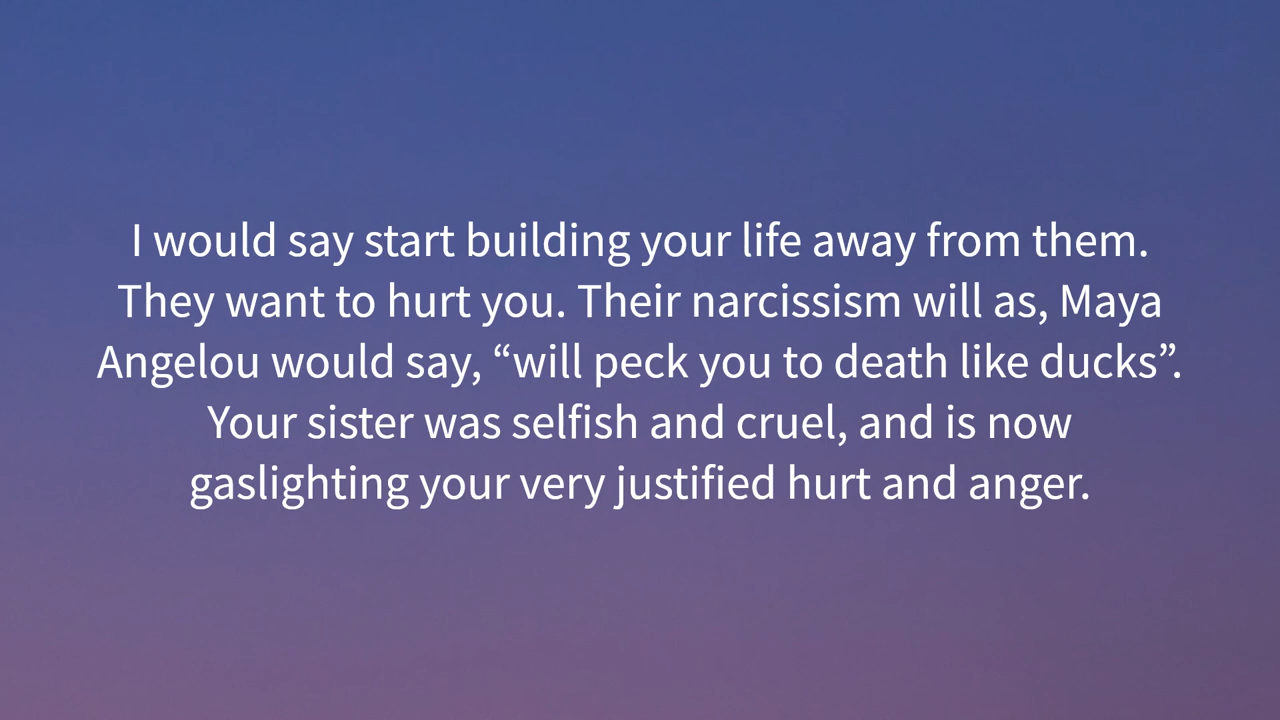 I would say start building your life away from them.
They want to hurt you. Their narcissism will as, Maya
Angelou would say, “will peck you to death like ducks”.
Your sister was selfish and cruel, and is now
gaslighting your very justified hurt and anger.